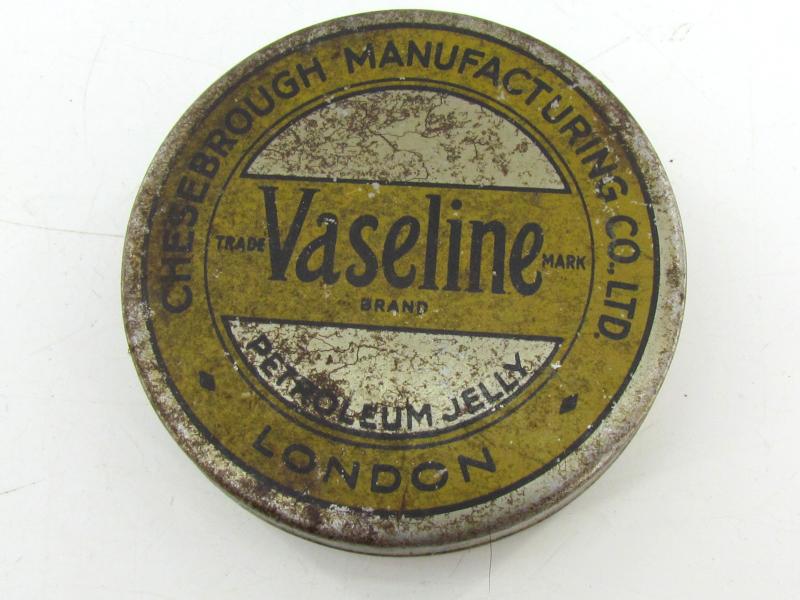 CHESEBROUGH MANUFACTURING CO., LTD.
TRADE Vaseline MARK
BRAND
PETROLEUM JELLY
LONDON